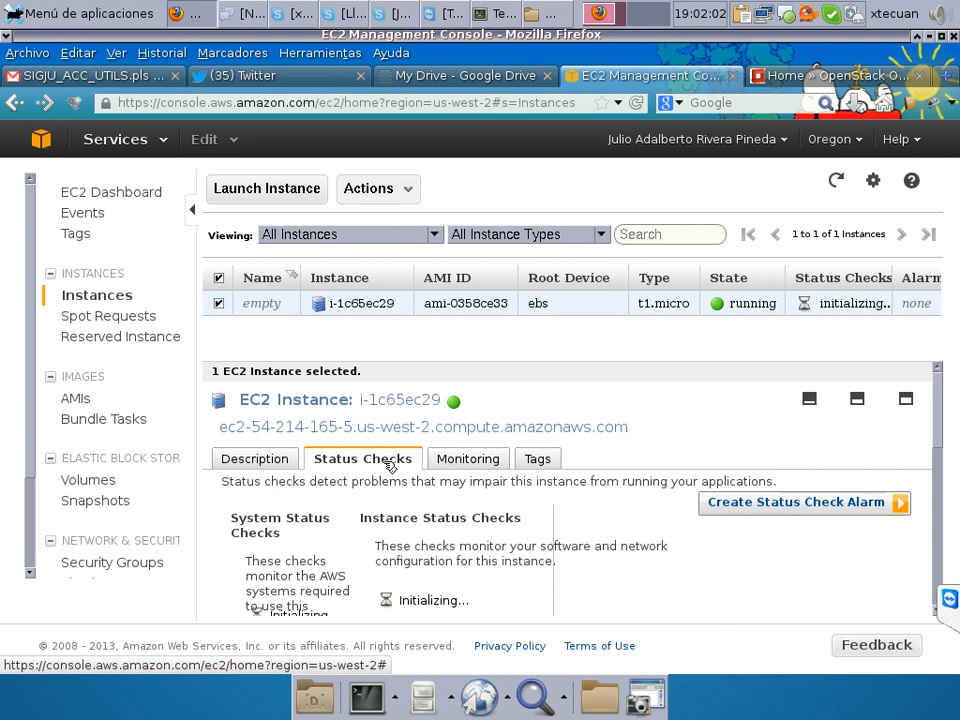 Menú de aplicaciones ... [N... [x... [Ll... [J... [T... Te... ... 19:02:02 xtecuan
EC2 Management Console - Mozilla Firefox
Archivo Editar Ver Historial Marcadores Herramientas Ayuda
SIGJU_ACC_UTILS.pls ... × (35) Twitter × My Drive - Google Drive × EC2 Management Co... × Home » OpenStack O... ×
https://console.aws.amazon.com/ec2/home?region=us-west-2#s=Instances Google
Services Edit Julio Adalberto Rivera Pineda Oregon Help
EC2 Dashboard
Events
Tags
INSTANCES
Instances
Spot Requests
Reserved Instance
IMAGES
AMIs
Bundle Tasks
ELASTIC BLOCK STOR
Volumes
Snapshots
NETWORK & SECURIT
Security Groups
Launch Instance Actions
Viewing: All Instances All Instance Types Search 1 to 1 of 1 Instances
Name Instance AMI ID Root Device Type State Status Checks Alarm
empty i-1c65ec29 ami-0358ce33 ebs t1.micro running initializing.. none
1 EC2 Instance selected.
EC2 Instance: i-1c65ec29
ec2-54-214-165-5.us-west-2.compute.amazonaws.com
Description Status Checks Monitoring Tags
Status checks detect problems that may impair this instance from running your applications.
Create Status Check Alarm
System Status
Checks
These checks
monitor the AWS
systems required
to use this
Initializing
Instance Status Checks
These checks monitor your software and network
configuration for this instance.
Initializing...
© 2008 - 2013, Amazon Web Services, Inc. or its affiliates. All rights reserved. Privacy Policy Terms of Use Feedback
https://console.aws.amazon.com/ec2/home?region=us-west-2#